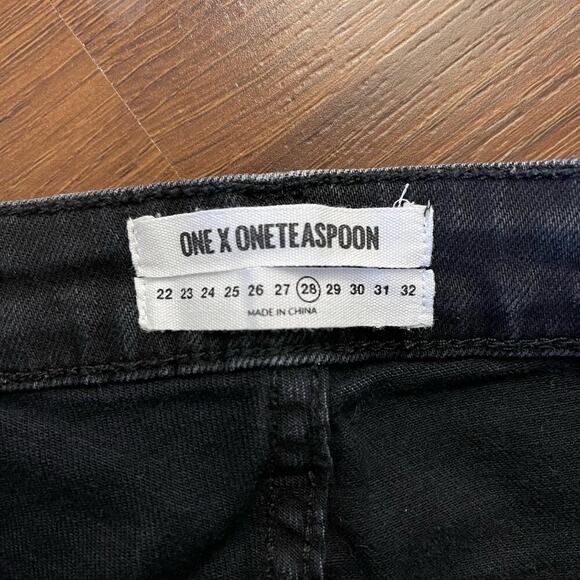 ONE X ONETEASPOON
22 23 24 25 26 27 28 29 30 31 32
MADE IN CHINA